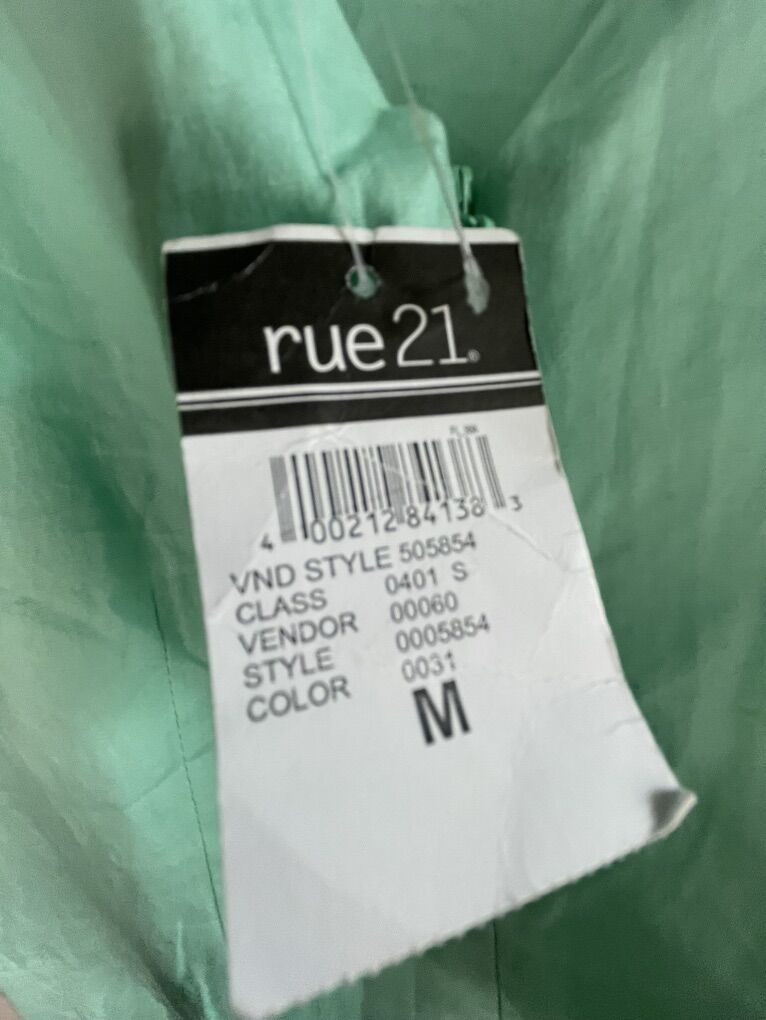 rue21®
4 00212 84138 3
VND STYLE 505854
CLASS 0401 S
VENDOR 00060
STYLE 0005854
COLOR 0031
M